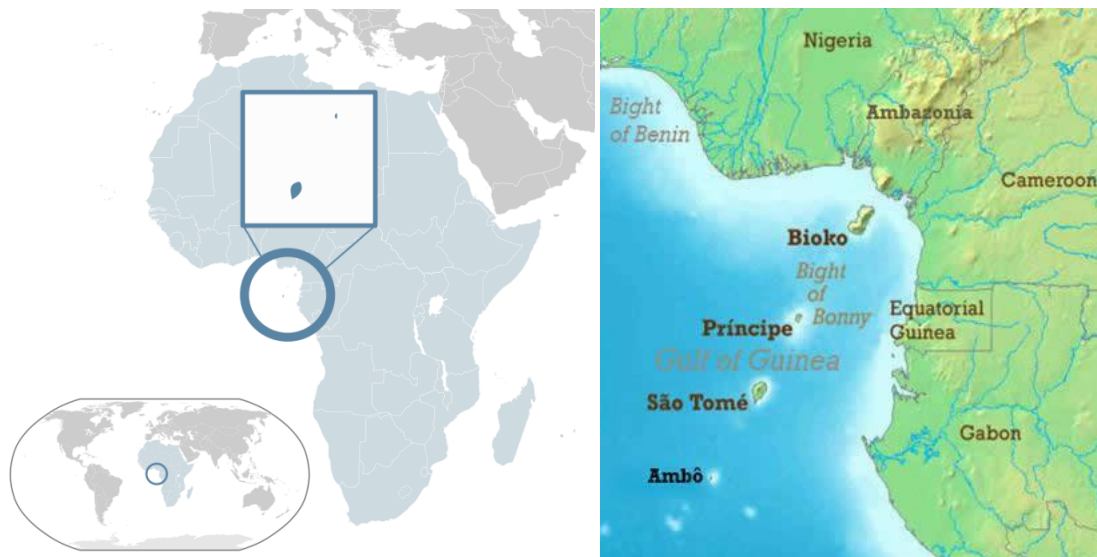 Nigeria
Bight
of Benin
Ambazonia
Cameroon
Bioko
Bight
of
Bonny
Equatorial
Guinea
Príncipe
Gulf of Guinea
São Tomé
Gabon
Ambô